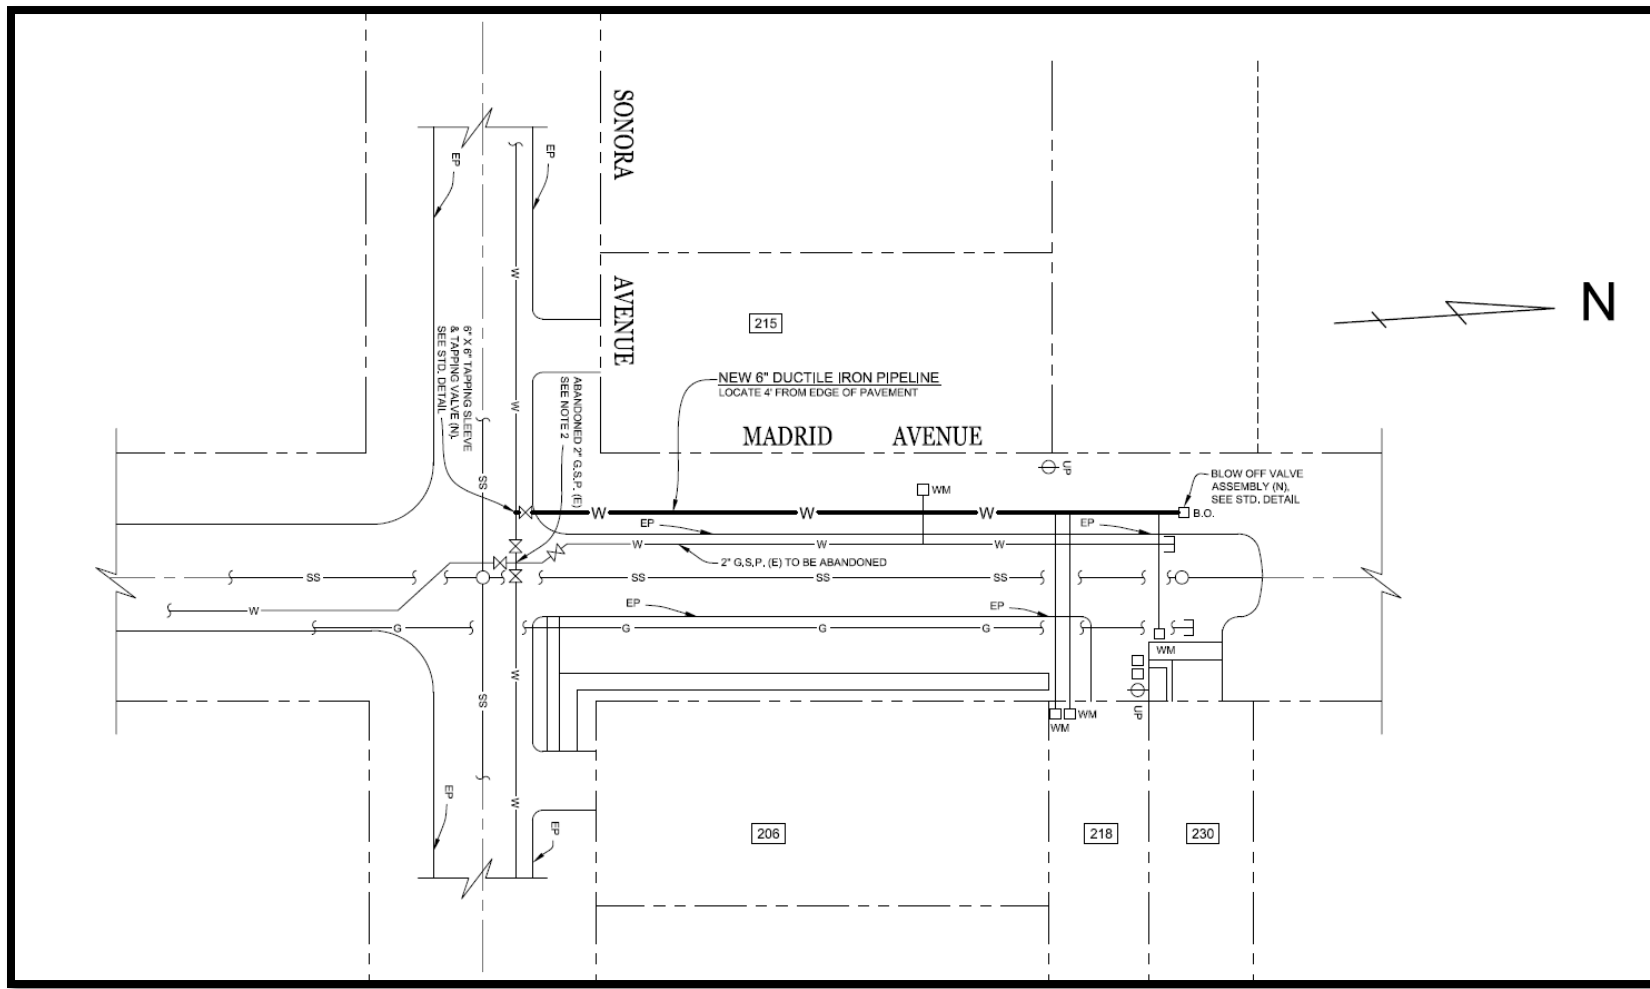 SONORA
AVENUE
EP
EP
W
215
N
6" X 6" TAPPING SLEEVE
& TAPPING VALVE (N).
SEE STD. DETAIL
W
SS
ABANDONED 2" G.S.P. (E)
SEE NOTE 2
NEW 6" DUCTILE IRON PIPELINE
LOCATE 4' FROM EDGE OF PAVEMENT
MADRID AVENUE
UP
WM
BLOW OFF VALVE
ASSEMBLY (N),
SEE STD. DETAIL
W W W B.O.
EP EP
W W W
2" G.S.P. (E) TO BE ABANDONED
SS SS SS SS
W EP EP
G G G G
WM
W
SS
UP
WM
WM
EP
W
EP
206
218
230